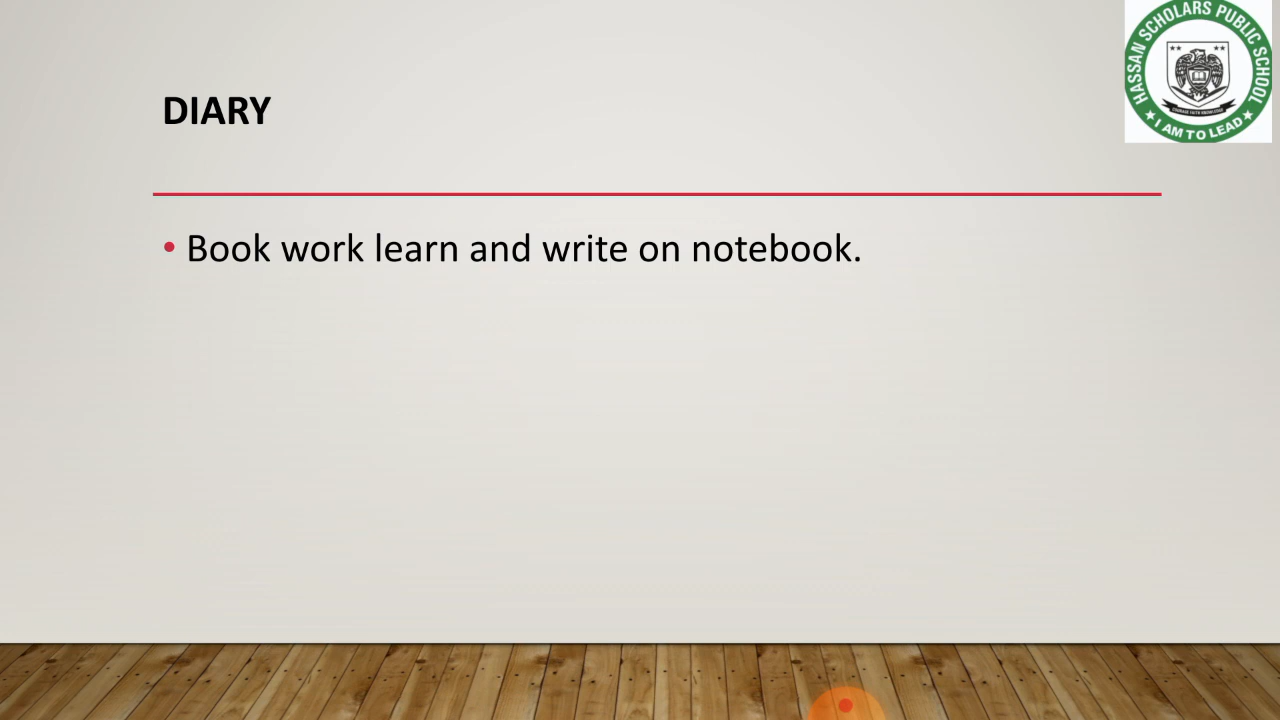 HASSAN SCHOLARS PUBLIC SCHOOL
I AM TO LEAD
DIARY
Book work learn and write on notebook.